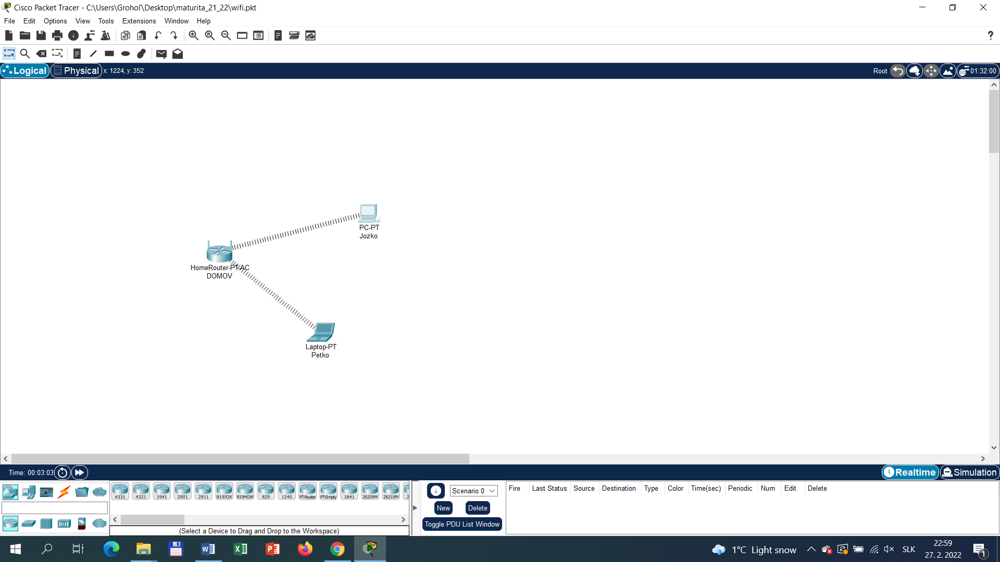 Cisco Packet Tracer - C:\Users\Grohoľ\Desktop\maturita_21_22\wifi.pkt
File Edit Options View Tools Extensions Window Help
?
Logical Physical x: 1224, y: 352 Root 01:32:00
PC-PT
Jozko
HomeRouter-PT-AC
DOMOV
Laptop-PT
Petko
Time: 00:03:03 Realtime Simulation
4331 4321 1941 2901 2911 819IOX 819HGW 829 1240 PT-Router PT-Empty 1841 2620XM 2621XM 2
(Select a Device to Drag and Drop to the Workspace)
Scenario 0
New Delete
Toggle PDU List Window
Fire Last Status Source Destination Type Color Time(sec) Periodic Num Edit Delete
1°C Light snow SLK
22:59
27. 2. 2022
1